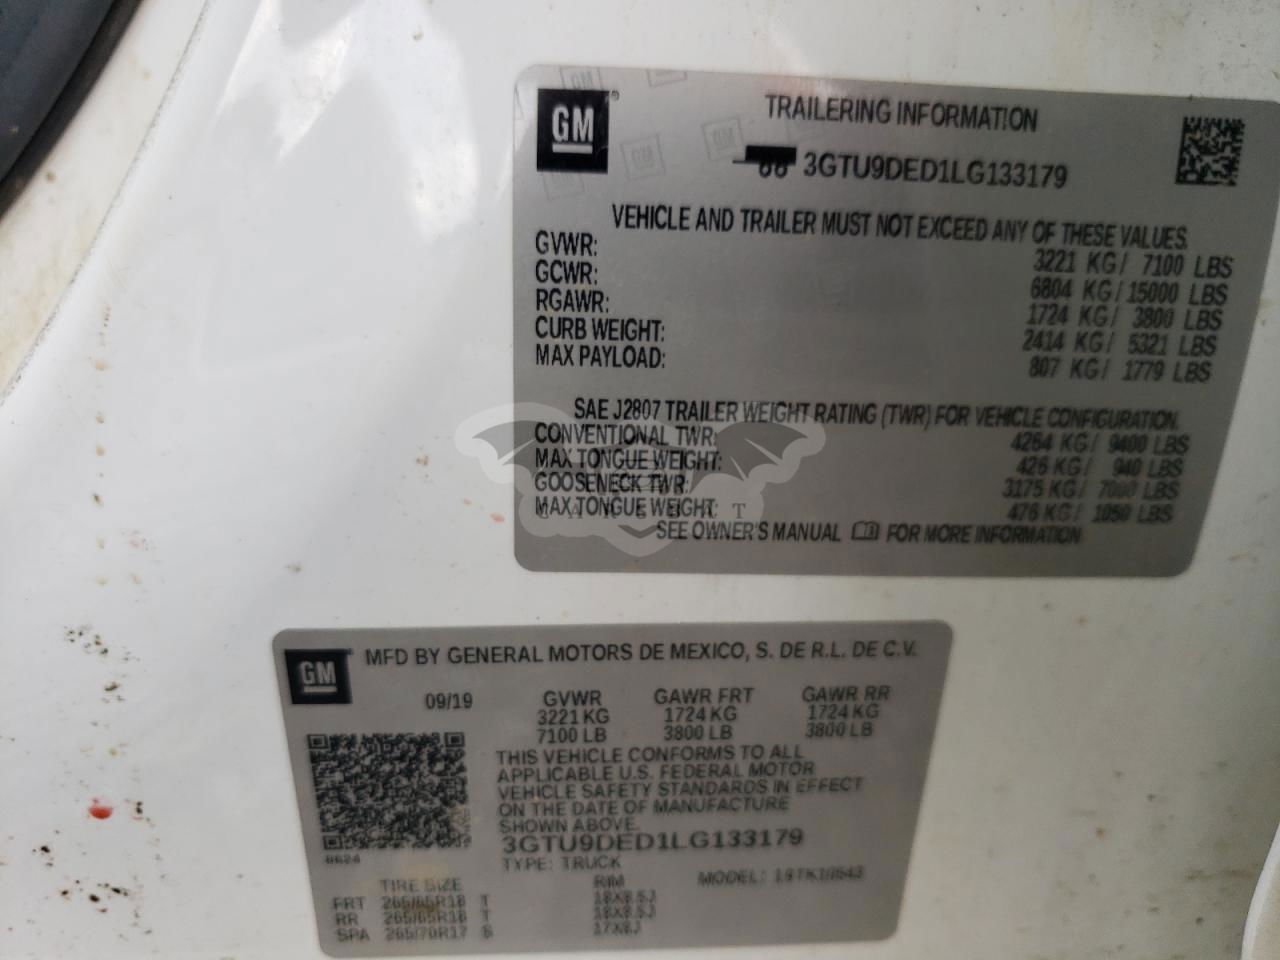 GM
TRAILERING INFORMATION
3GTU9DED1LG133179
VEHICLE AND TRAILER MUST NOT EXCEED ANY OF THESE VALUES.
GVWR: 3221 KG/ 7100 LBS
GCWR: 6804 KG/ 15000 LBS
RGAWR: 1724 KG/ 3800 LBS
CURB WEIGHT: 2414 KG/ 5321 LBS
MAX PAYLOAD: 807 KG/ 1779 LBS
SAE J2807 TRAILER WEIGHT RATING (TWR) FOR VEHICLE CONFIGURATION.
CONVENTIONAL TWR: 4264 KG/ 9400 LBS
MAX TONGUE WEIGHT: 426 KG/ 940 LBS
GOOSENECK TWR: 3175 KG/ 7000 LBS
MAX TONGUE WEIGHT: 476 KG/ 1050 LBS
SEE OWNER'S MANUAL FOR MORE INFORMATION
GM
MFD BY GENERAL MOTORS DE MEXICO, S. DE R.L. DE C.V.
09/19 GVWR GAWR FRT GAWR RR
3221 KG 1724 KG 1724 KG
7100 LB 3800 LB 3800 LB
THIS VEHICLE CONFORMS TO ALL
APPLICABLE U.S. FEDERAL MOTOR
VEHICLE SAFETY STANDARDS IN EFFECT
ON THE DATE OF MANUFACTURE
SHOWN ABOVE.
3GTU9DED1LG133179
TYPE: TRUCK
MODEL:
TIRE SIZE RIM
FRT 265/65R18 T 18X8.5J
RR 265/65R18 T 18X8.5J
SPA 265/70R17 S 17X8J